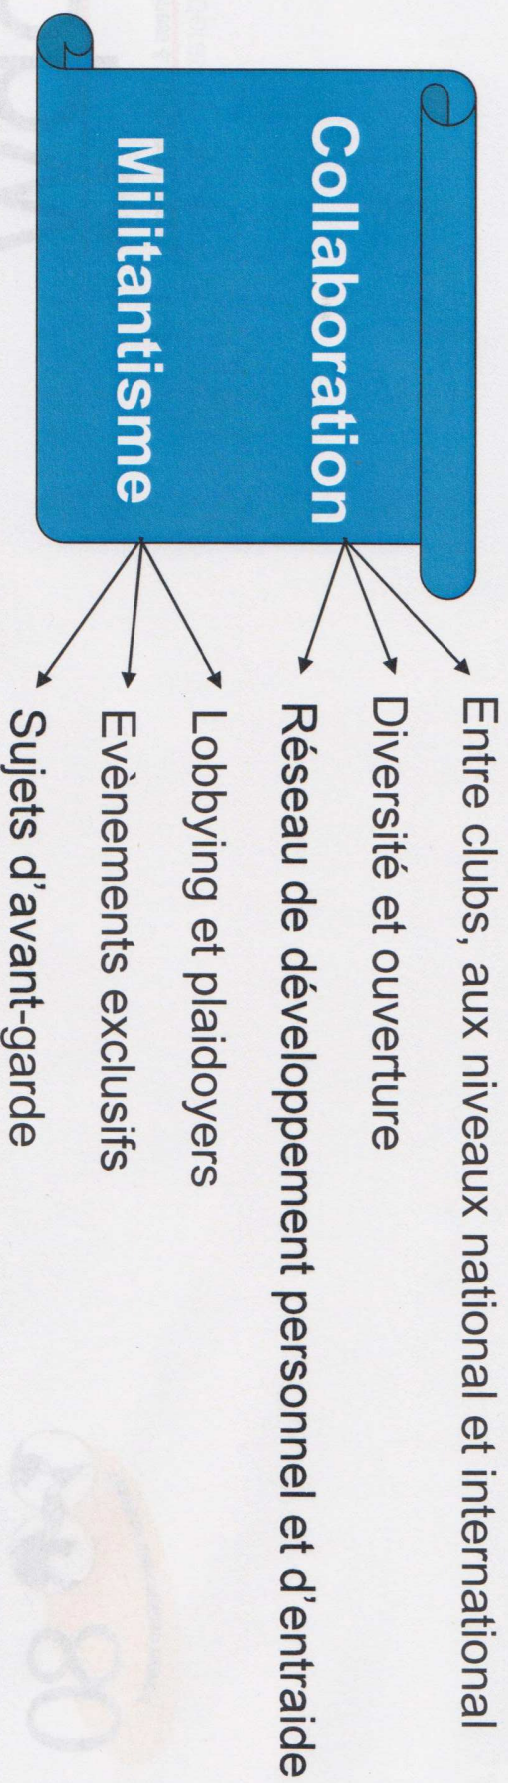 Collaboration
Entre clubs, aux niveaux national et international
Diversité et ouverture
Réseau de développement personnel et d'entraide
Militantisme
Lobbying et plaidoyers
Evènements exclusifs
Sujets d'avant-garde